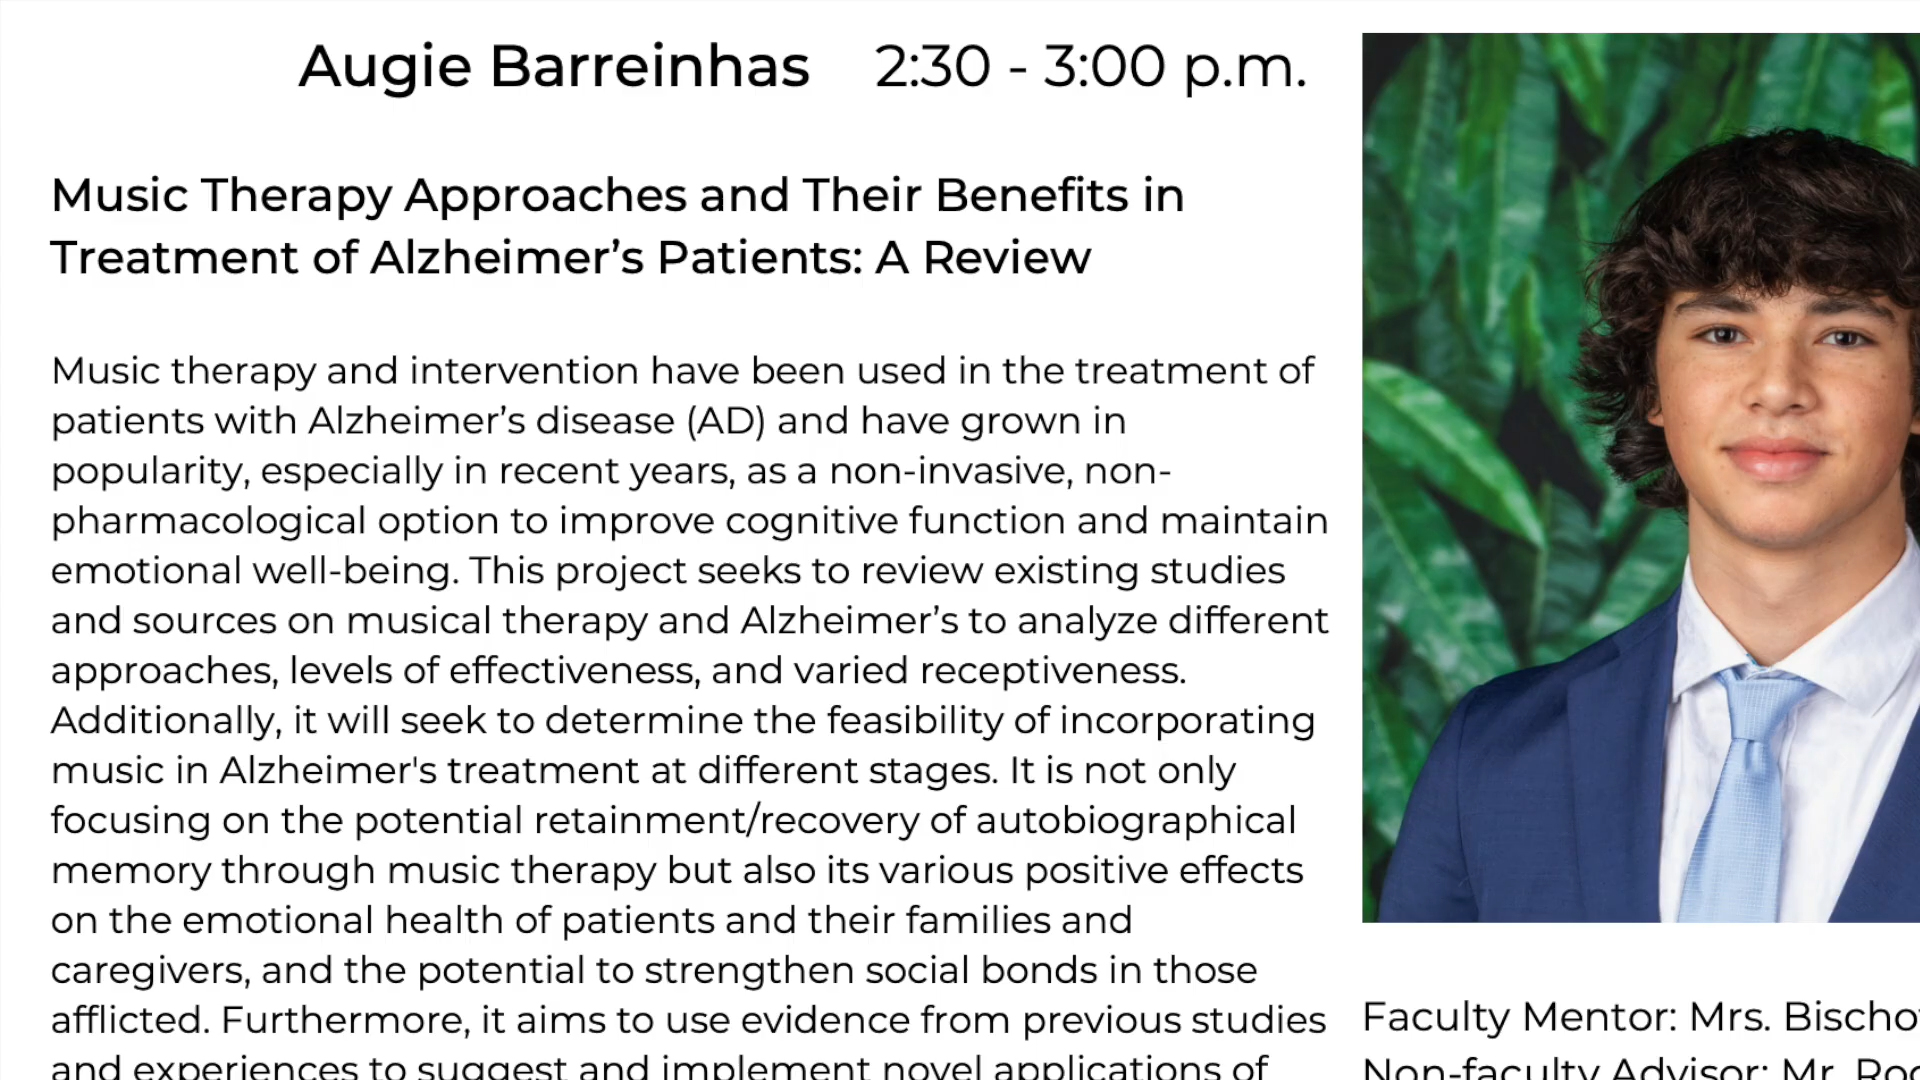 Augie Barreinhas 2:30 - 3:00 p.m.
Music Therapy Approaches and Their Benefits in
Treatment of Alzheimer’s Patients: A Review
Music therapy and intervention have been used in the treatment of
patients with Alzheimer’s disease (AD) and have grown in
popularity, especially in recent years, as a non-invasive, non-
pharmacological option to improve cognitive function and maintain
emotional well-being. This project seeks to review existing studies
and sources on musical therapy and Alzheimer’s to analyze different
approaches, levels of effectiveness, and varied receptiveness.
Additionally, it will seek to determine the feasibility of incorporating
music in Alzheimer's treatment at different stages. It is not only
focusing on the potential retainment/recovery of autobiographical
memory through music therapy but also its various positive effects
on the emotional health of patients and their families and
caregivers, and the potential to strengthen social bonds in those
afflicted. Furthermore, it aims to use evidence from previous studies
and experiences to suggest and implement novel applications of
Faculty Mentor: Mrs.
Non-faculty Advisor: Mr.